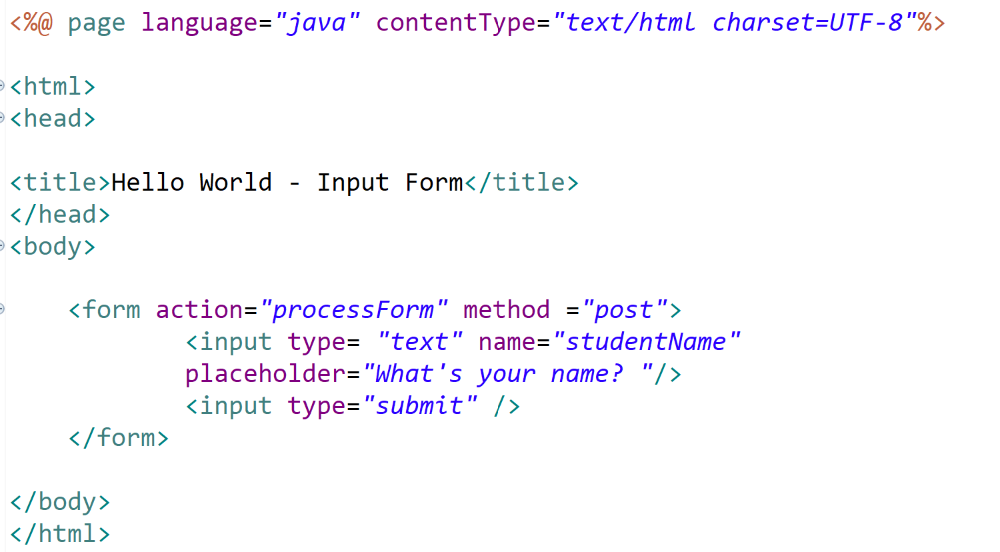 <%@ page language="java" contentType="text/html charset=UTF-8"%>
<html>
<head>
<title>Hello World - Input Form</title>
</head>
<body>
<form action="processForm" method ="post">
<input type= "text" name="studentName"
placeholder="What's your name? "/>
<input type="submit" />
</form>
</body>
</html>